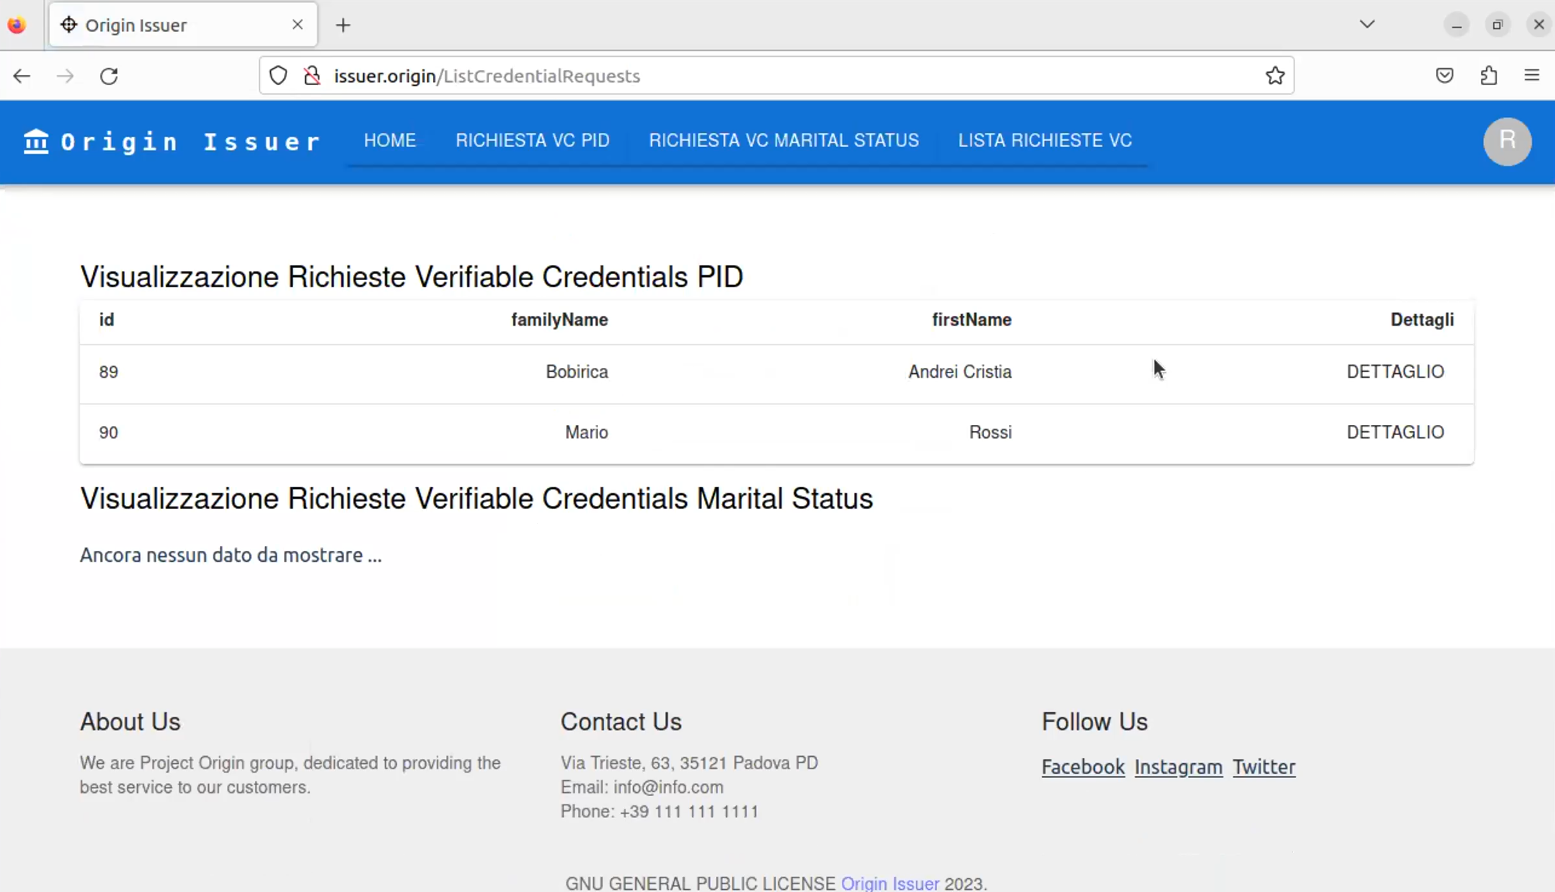 Origin Issuer
issuer.origin/ListCredentialRequests
Origin Issuer HOME RICHIESTA VC PID RICHIESTA VC MARITAL STATUS LISTA RICHIESTE VC R
Visualizzazione Richieste Verifiable Credentials PID
id familyName firstName Dettagli
89 Bobirica Andrei Cristia DETTAGLIO
90 Mario Rossi DETTAGLIO
Visualizzazione Richieste Verifiable Credentials Marital Status
Ancora nessun dato da mostrare ...
About Us
We are Project Origin group, dedicated to providing the
best service to our customers.
Contact Us
Via Trieste, 63, 35121 Padova PD
Email: info@info.com
Phone: +39 111 111 1111
Follow Us
Facebook Instagram Twitter
GNU GENERAL PUBLIC LICENSE Origin Issuer 2023.